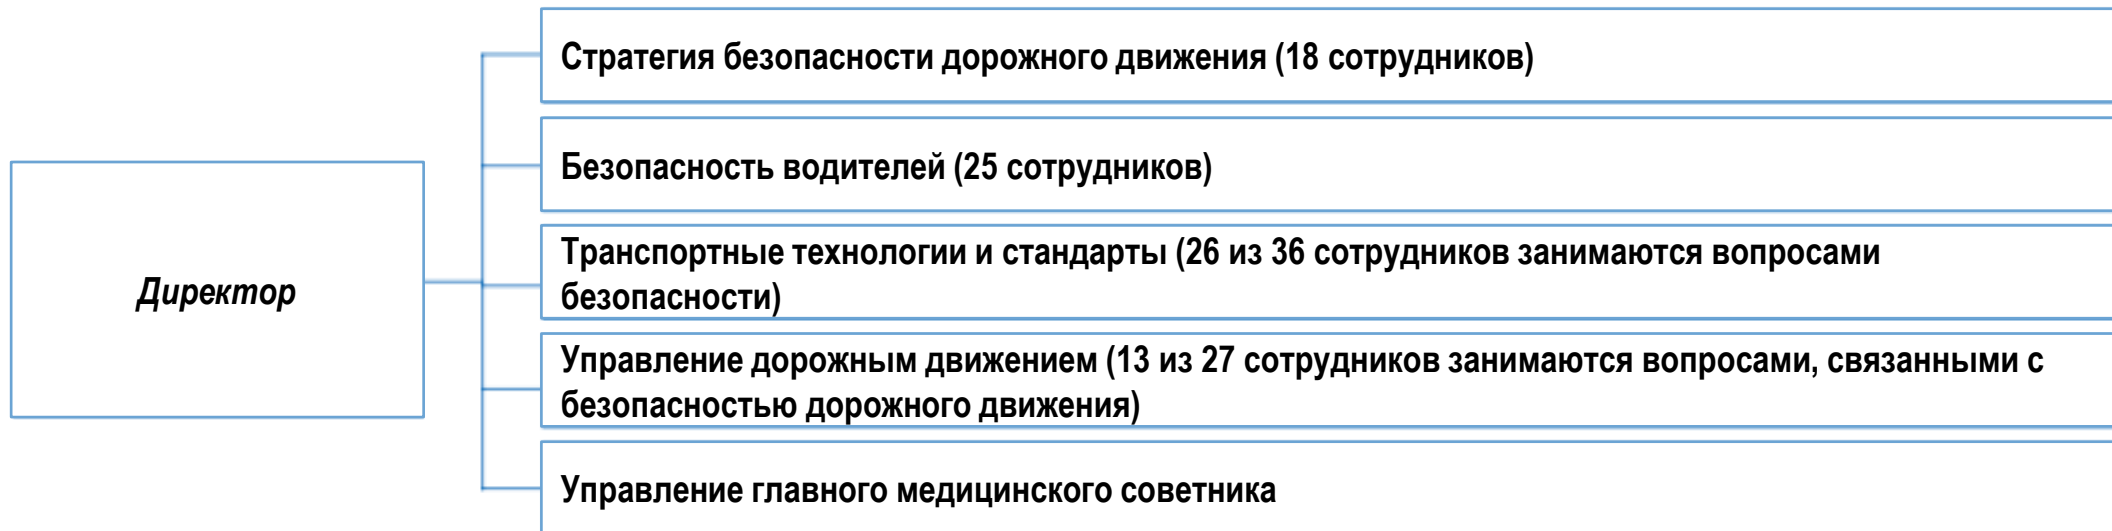 Стратегия безопасности дорожного движения (18 сотрудников)
Безопасность водителей (25 сотрудников)
Директор
Транспортные технологии и стандарты (26 из 36 сотрудников занимаются вопросами
безопасности)
Управление дорожным движением (13 из 27 сотрудников занимаются вопросами, связанными с
безопасностью дорожного движения)
Управление главного медицинского советника